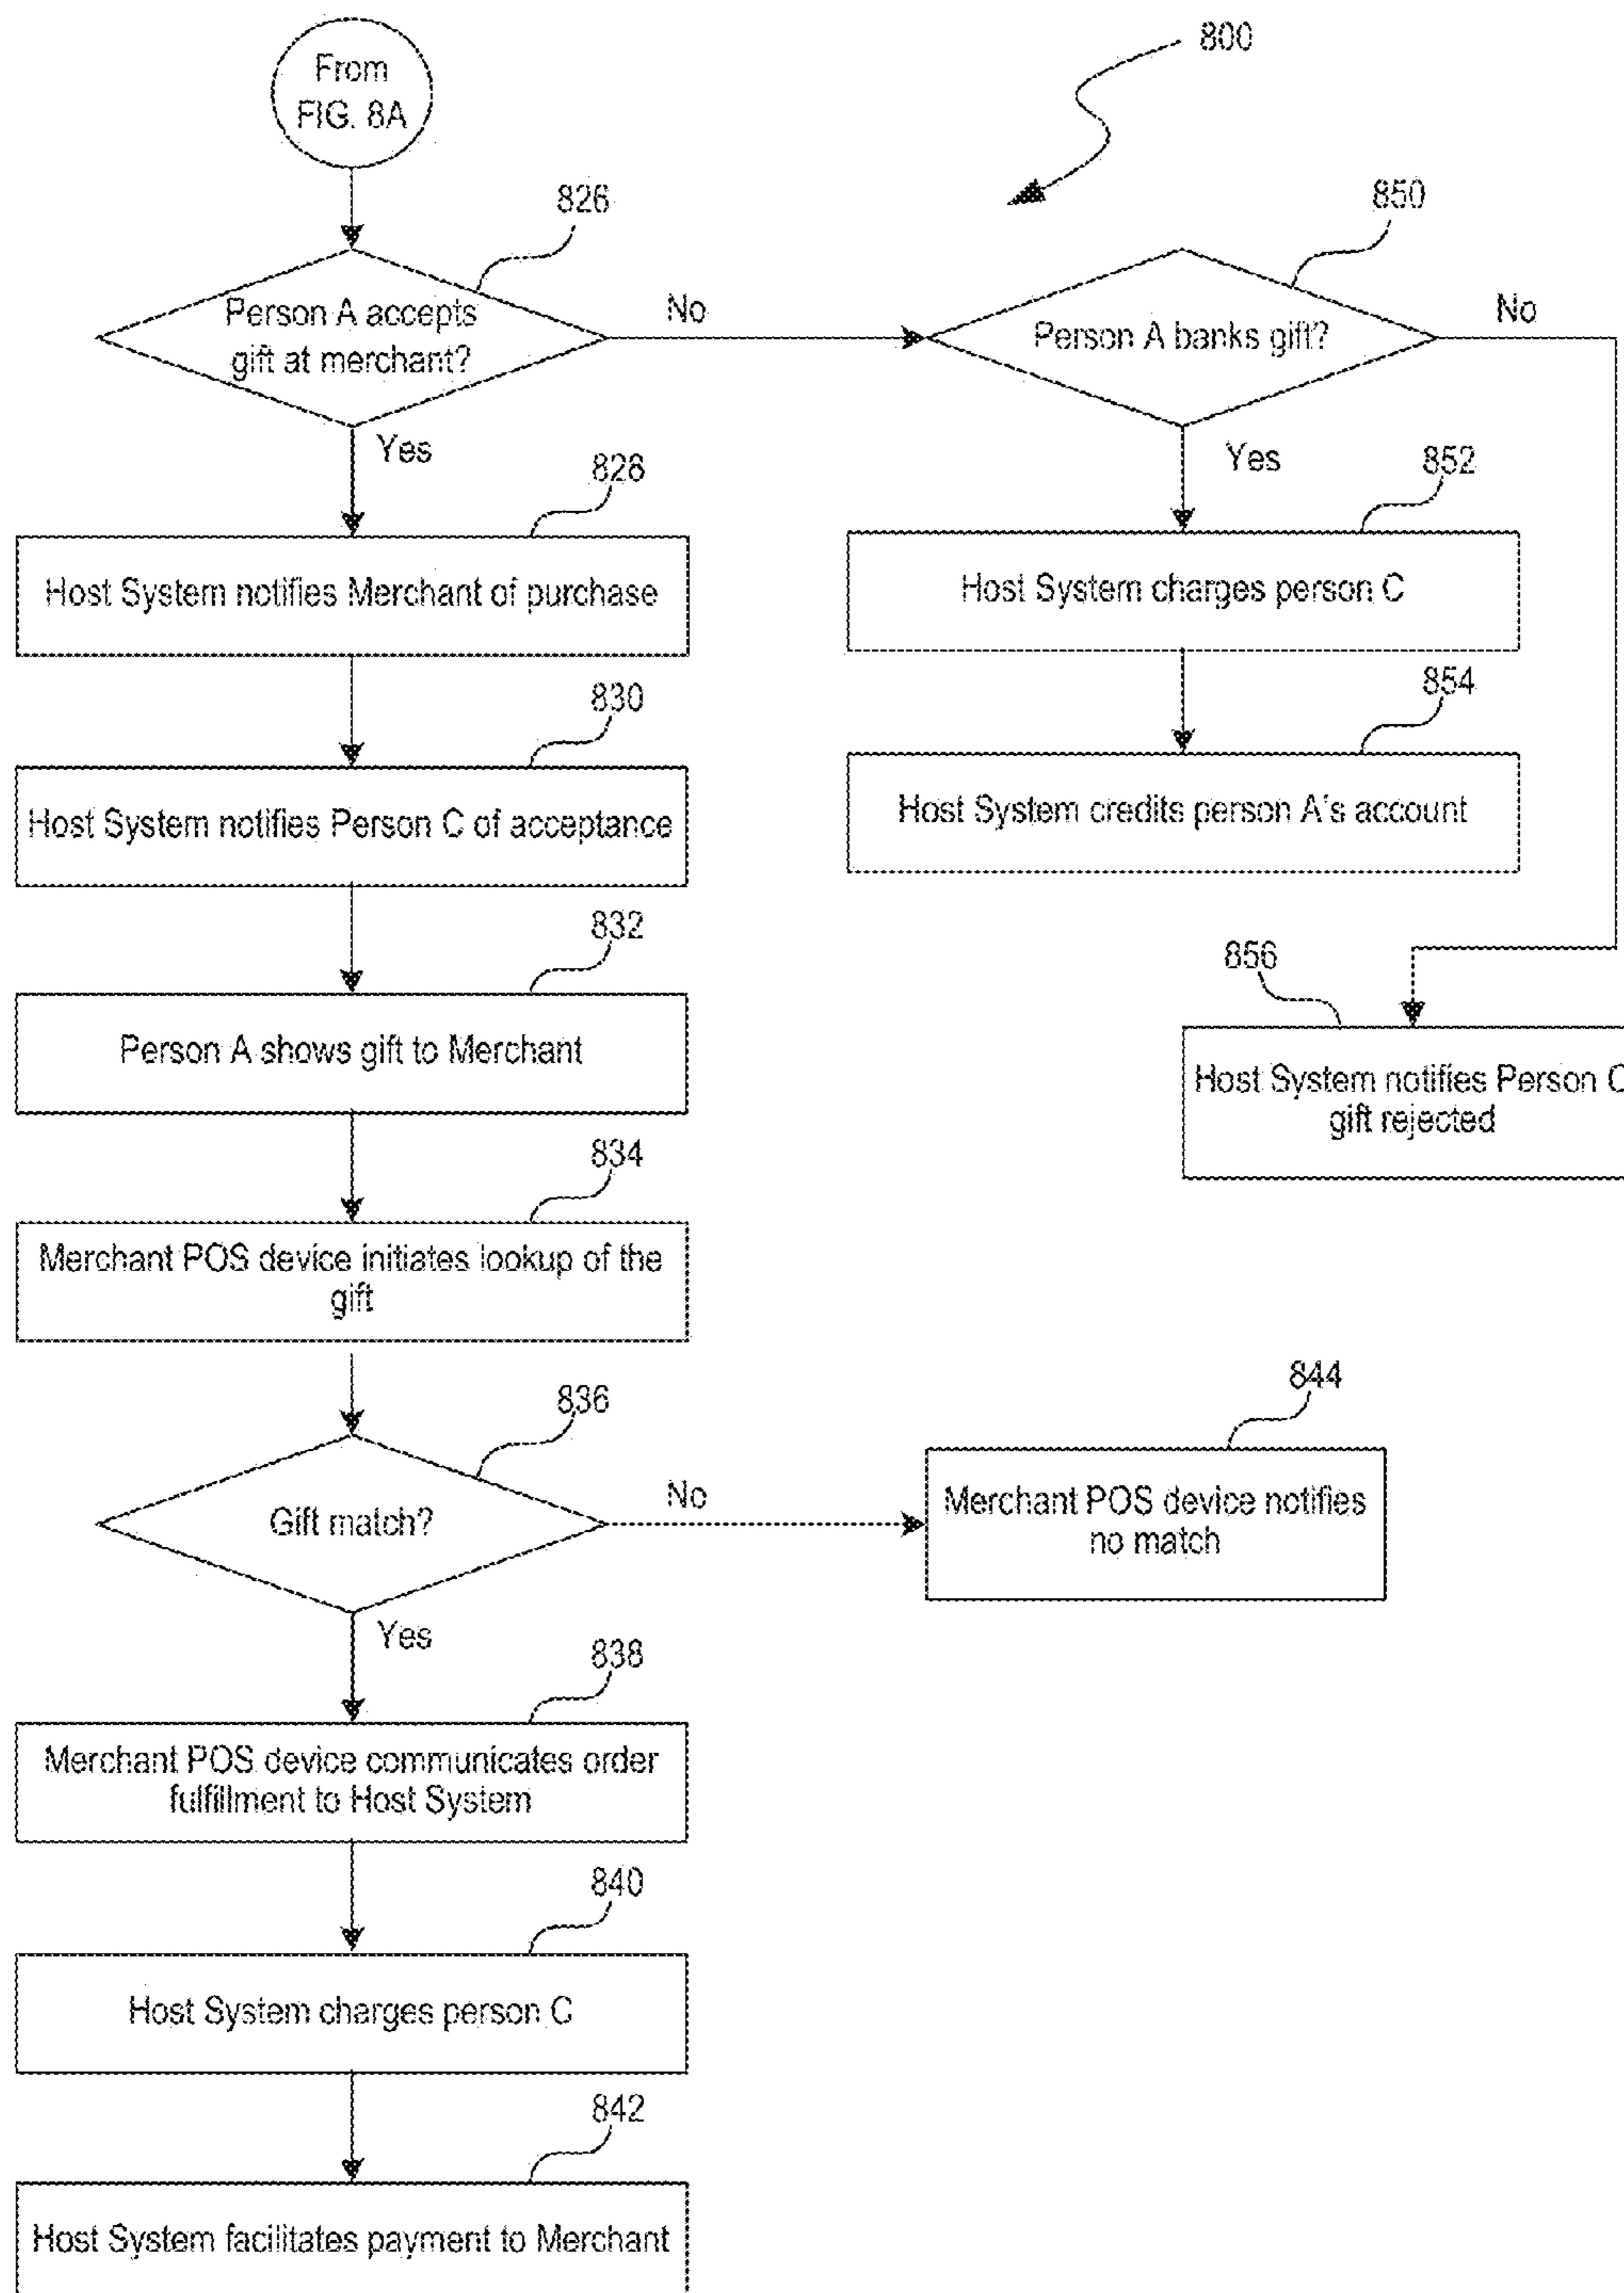 From
FIG. 8A
800
826
Person A accepts
gift at merchant?
No
850
Person A banks gift?
No
Yes
828
Host System notifies Merchant of purchase
Yes
852
Host System charges person C
830
Host System notifies Person C of acceptance
854
Host System credits person A's account
832
Person A shows gift to Merchant
856
Host System notifies Person C
gift rejected
834
Merchant POS device initiates lookup of the
gift
836
Gift match?
No
844
Merchant POS device notifies
no match
Yes
838
Merchant POS device communicates order
fulfillment to Host System
840
Host System charges person C
842
Host System facilitates payment to Merchant